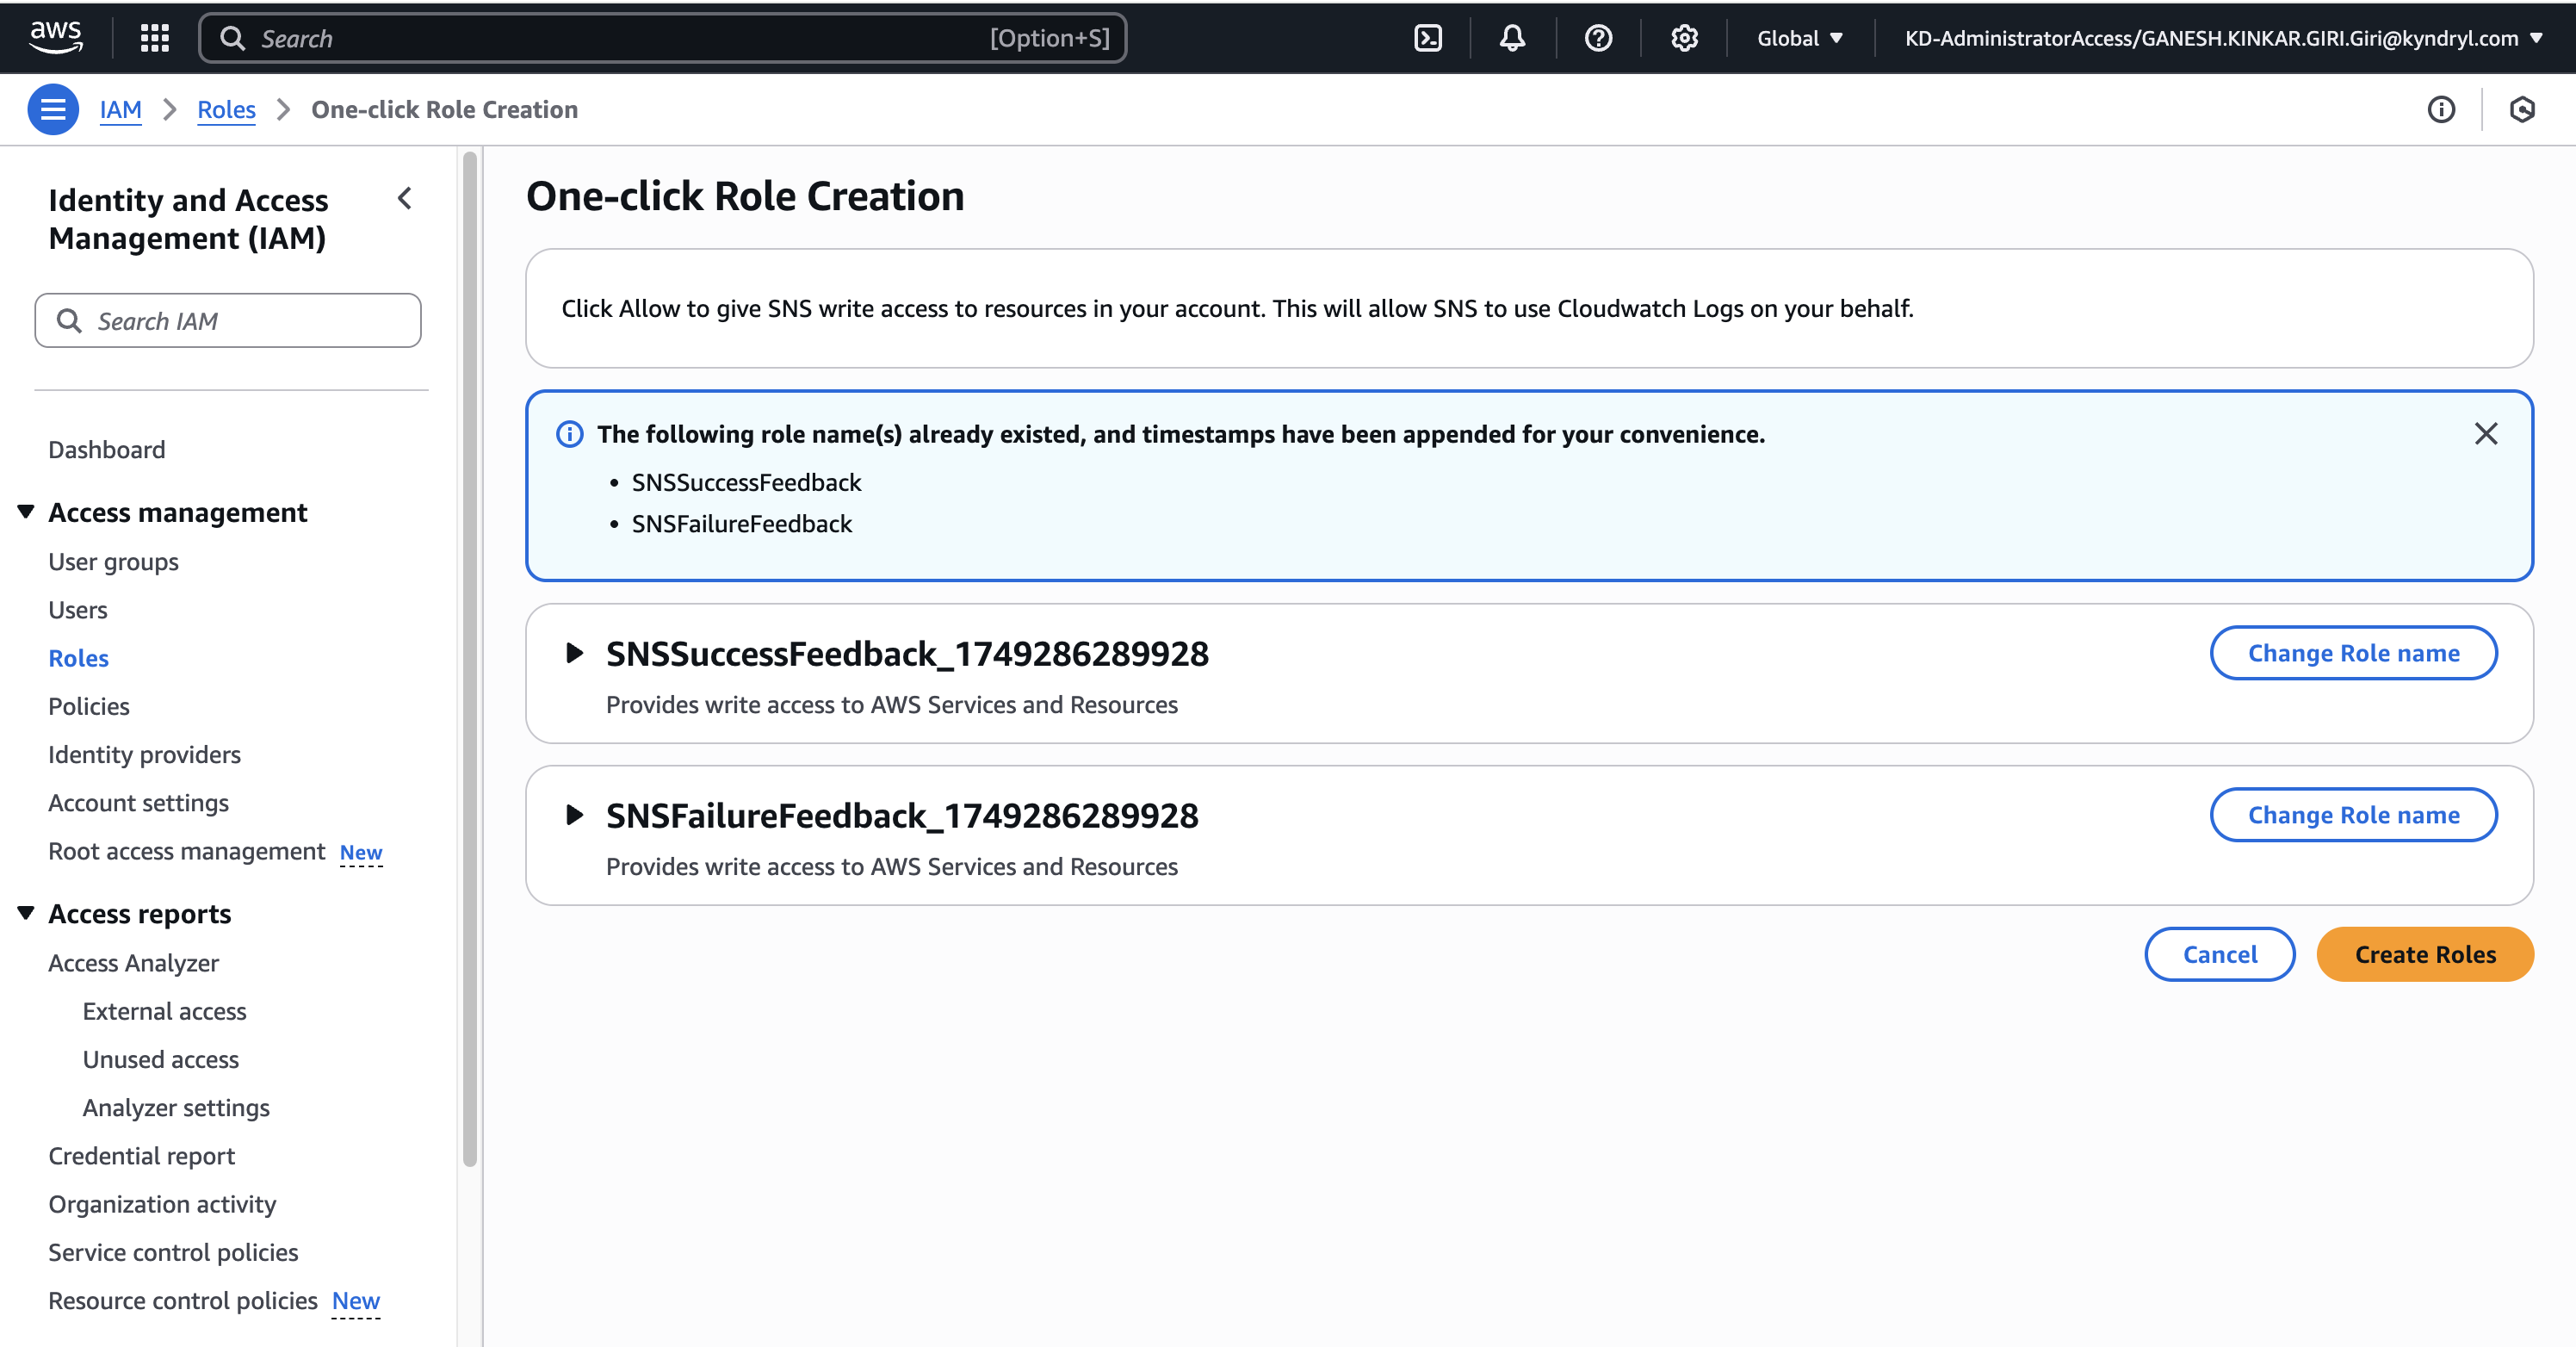 aws
Search
[Option+S]
Global
KD-AdministratorAccess/GANESH.KINKAR.GIRI.Giri@kyndryl.com
IAM
Roles
One-click Role Creation
Identity and Access
Management (IAM)
Search IAM
Dashboard
Access management
User groups
Users
Roles
Policies
Identity providers
Account settings
Root access management New
Access reports
Access Analyzer
External access
Unused access
Analyzer settings
Credential report
Organization activity
Service control policies
Resource control policies New
One-click Role Creation
Click Allow to give SNS write access to resources in your account. This will allow SNS to use Cloudwatch Logs on your behalf.
The following role name(s) already existed, and timestamps have been appended for your convenience.
• SNSSuccessFeedback
• SNSFailureFeedback
SNSSuccessFeedback_1749286289928
Change Role name
Provides write access to AWS Services and Resources
SNSFailureFeedback_1749286289928
Change Role name
Provides write access to AWS Services and Resources
Cancel
Create Roles